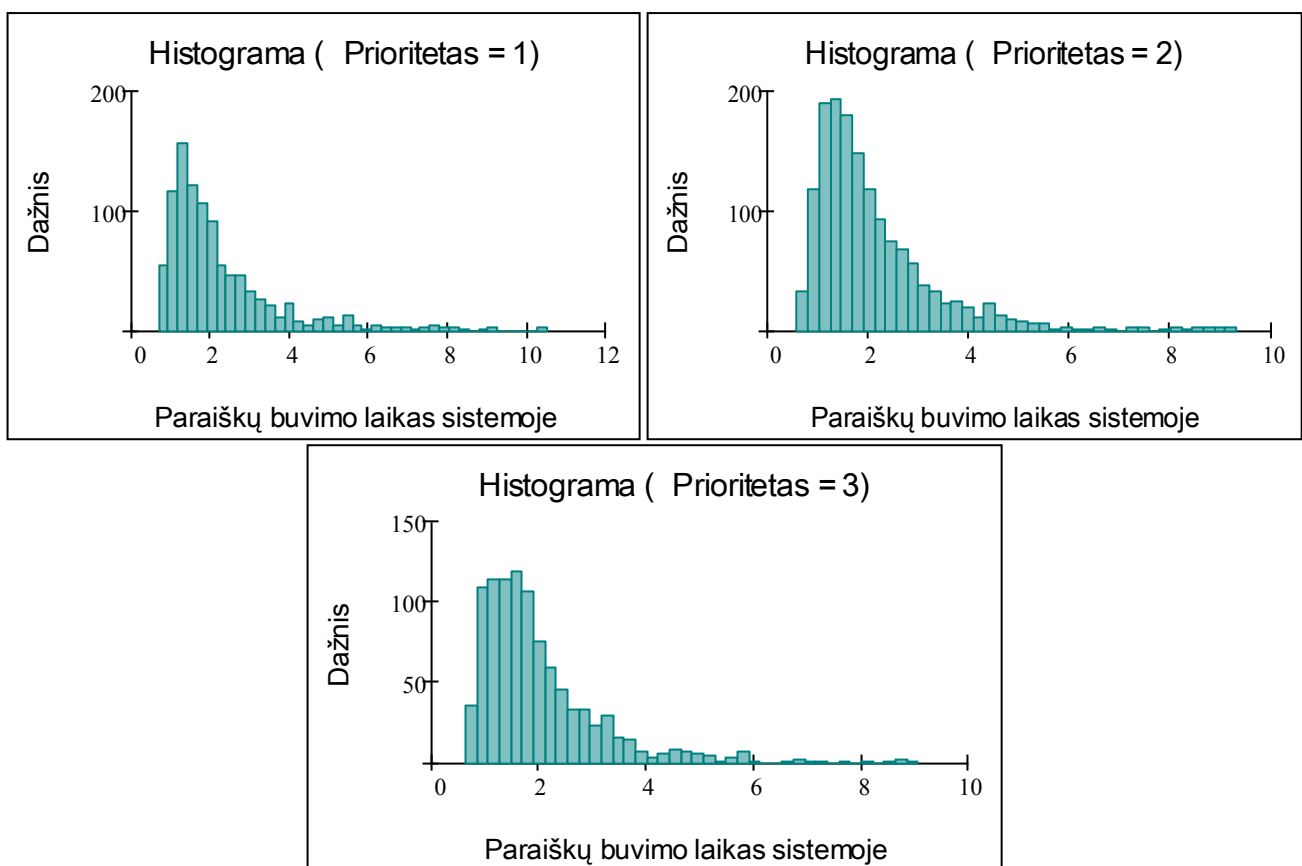 Histograma ( Prioritetas = 1)
200
100
Dažnis
0 2 4 6 8 10 12
Paraiškų buvimo laikas sistemoje
Histograma ( Prioritetas = 2)
200
100
Dažnis
0 2 4 6 8 10
Paraiškų buvimo laikas sistemoje
Histograma ( Prioritetas = 3)
150
100
50
Dažnis
0 2 4 6 8 10
Paraiškų buvimo laikas sistemoje